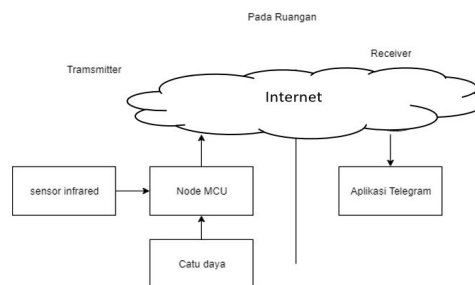 Pada Ruangan
Receiver
Tramsmitter
Internet
sensor infrared
Node MCU
Aplikasi Telegram
Catu daya